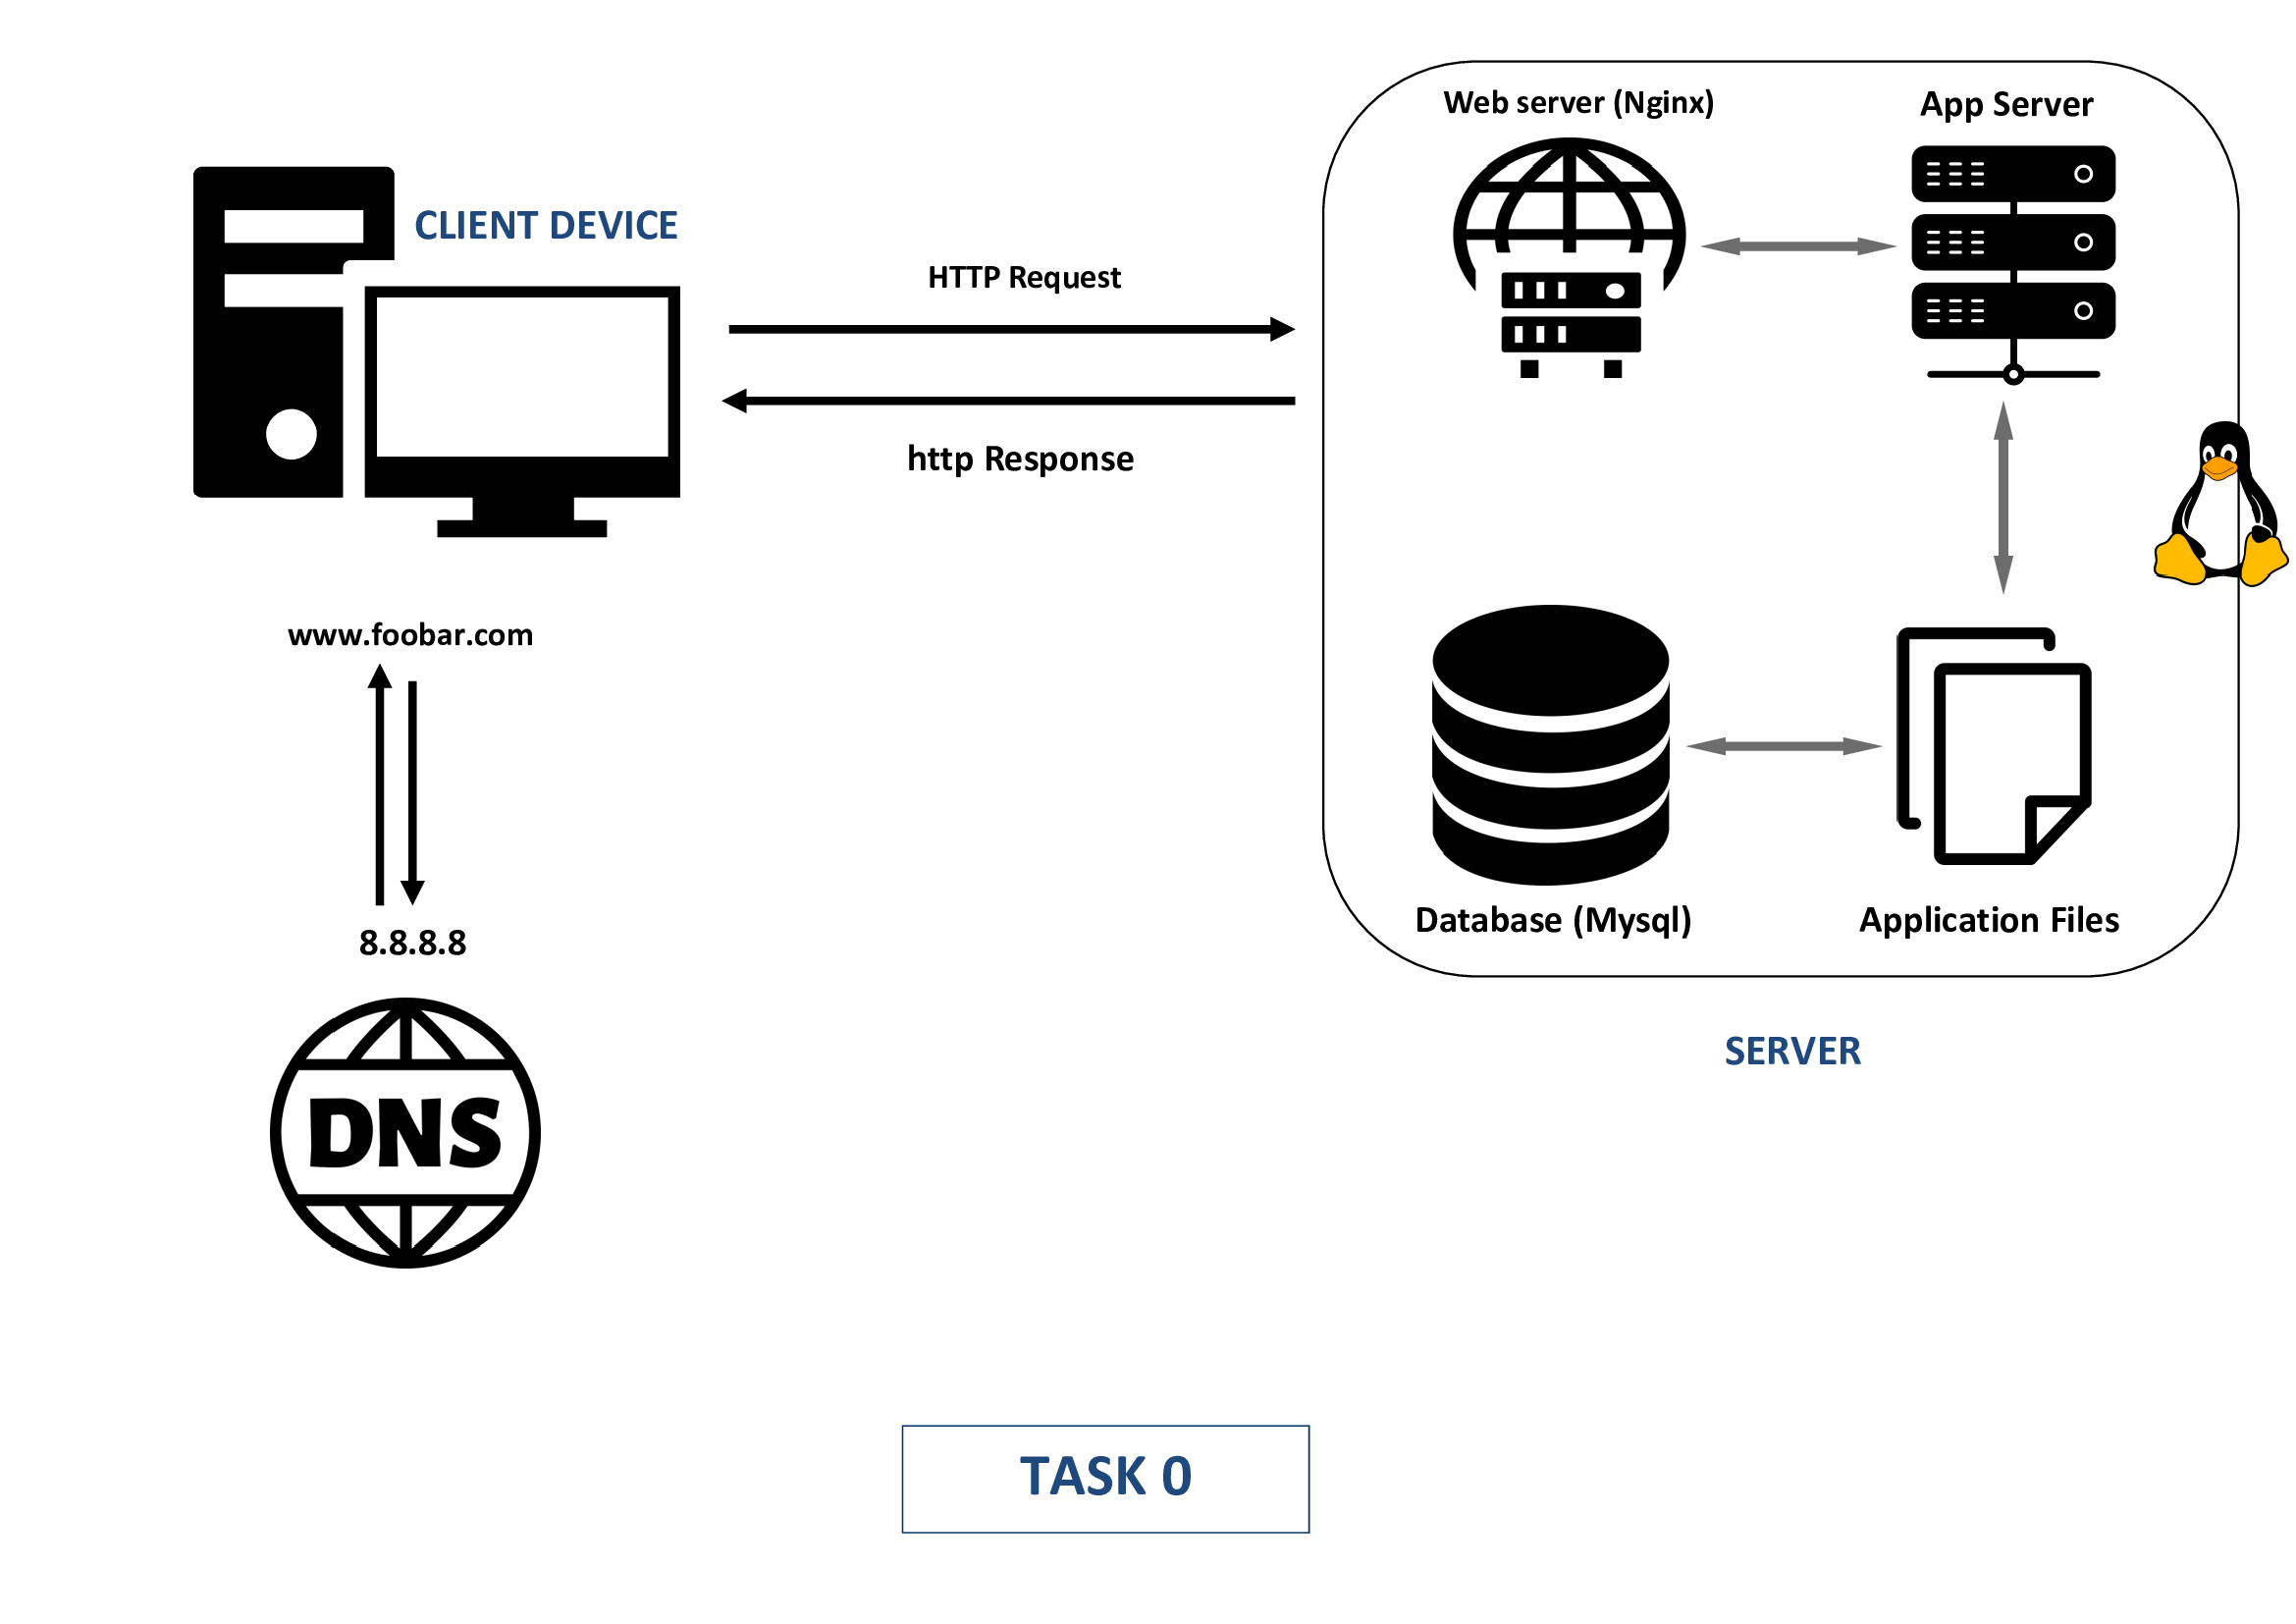 Web server (Nginx)
App Server
CLIENT DEVICE
HTTP Request
http Response
www.foobar.com
8.8.8.8
DNS
Database (Mysql)
Application Files
SERVER
TASK 0